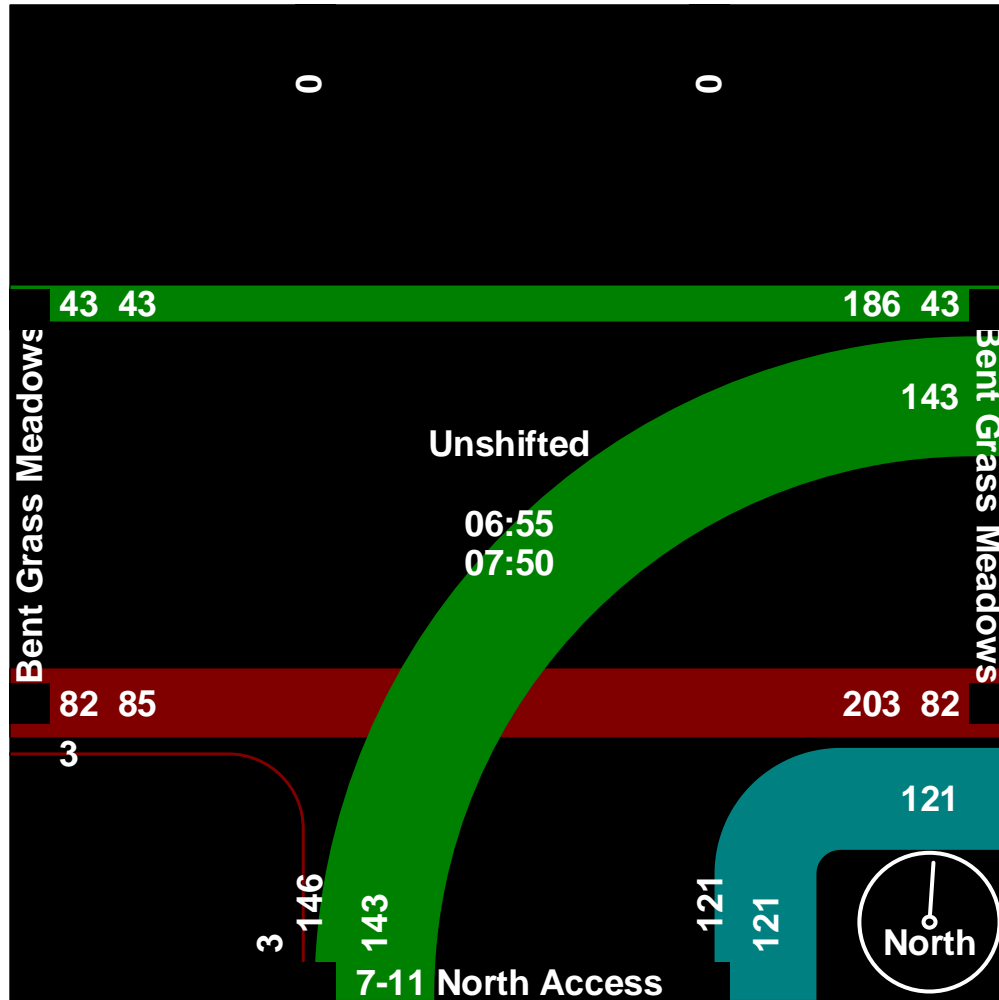 0 0
43 43 186 43
Bent Grass Meadows
Bent Grass Meadows
143
Unshifted
06:55
07:50
82 85 203 82
3
121
146
143
3
121
121
North
7-11 North Access